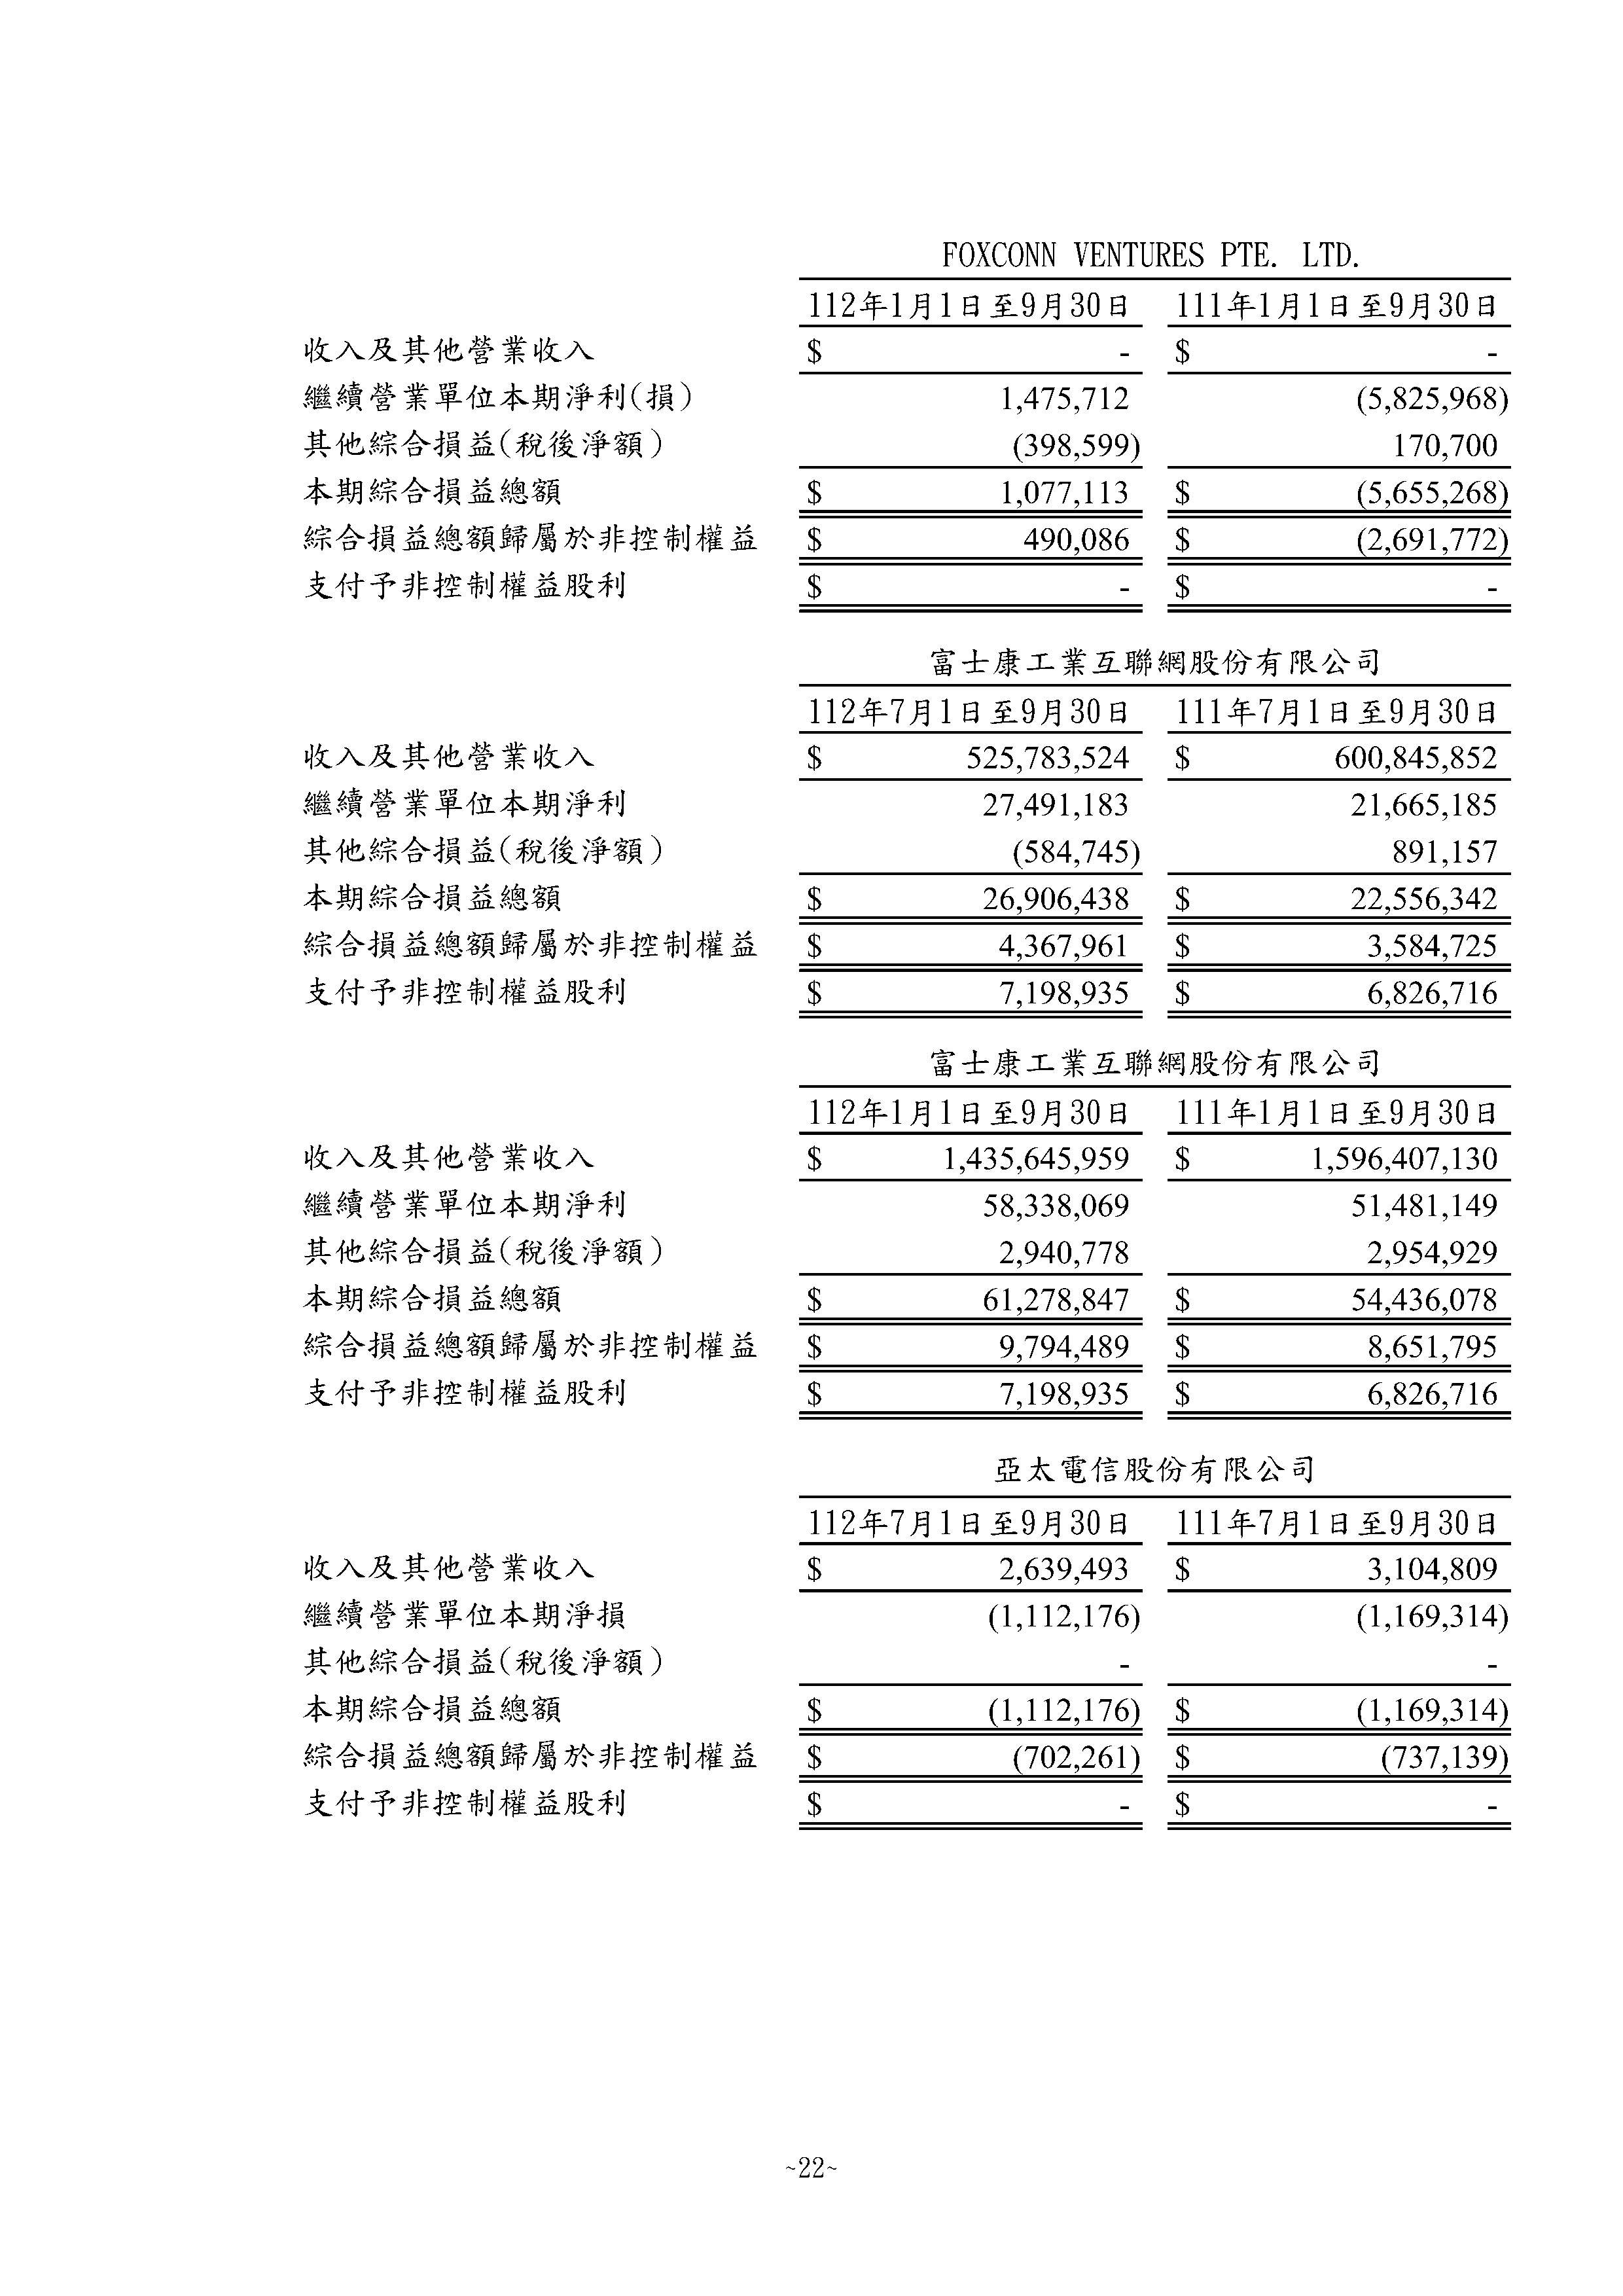 FOXCONN VENTURES PTE. LTD.
112年1月1日至9月30日 111年1月1日至9月30日
收入及其他營業收入 $ - $ -
繼續營業單位本期淨利(損) 1,475,712 (5,825,968)
其他綜合損益(稅後淨額) (398,599) 170,700
本期綜合損益總額 $ 1,077,113 $ (5,655,268)
綜合損益總額歸屬於非控制權益 $ 490,086 $ (2,691,772)
支付予非控制權益股利 $ - $ -
富士康工業互聯網股份有限公司
112年7月1日至9月30日 111年7月1日至9月30日
收入及其他營業收入 $ 525,783,524 $ 600,845,852
繼續營業單位本期淨利 27,491,183 21,665,185
其他綜合損益(稅後淨額) (584,745) 891,157
本期綜合損益總額 $ 26,906,438 $ 22,556,342
綜合損益總額歸屬於非控制權益 $ 4,367,961 $ 3,584,725
支付予非控制權益股利 $ 7,198,935 $ 6,826,716
富士康工業互聯網股份有限公司
112年1月1日至9月30日 111年1月1日至9月30日
收入及其他營業收入 $ 1,435,645,959 $ 1,596,407,130
繼續營業單位本期淨利 58,338,069 51,481,149
其他綜合損益(稅後淨額) 2,940,778 2,954,929
本期綜合損益總額 $ 61,278,847 $ 54,436,078
綜合損益總額歸屬於非控制權益 $ 9,794,489 $ 8,651,795
支付予非控制權益股利 $ 7,198,935 $ 6,826,716
亞太電信股份有限公司
112年7月1日至9月30日 111年7月1日至9月30日
收入及其他營業收入 $ 2,639,493 $ 3,104,809
繼續營業單位本期淨損 (1,112,176) (1,169,314)
其他綜合損益(稅後淨額) - -
本期綜合損益總額 $ (1,112,176) $ (1,169,314)
綜合損益總額歸屬於非控制權益 $ (702,261) $ (737,139)
支付予非控制權益股利 $ - $ -
~22~